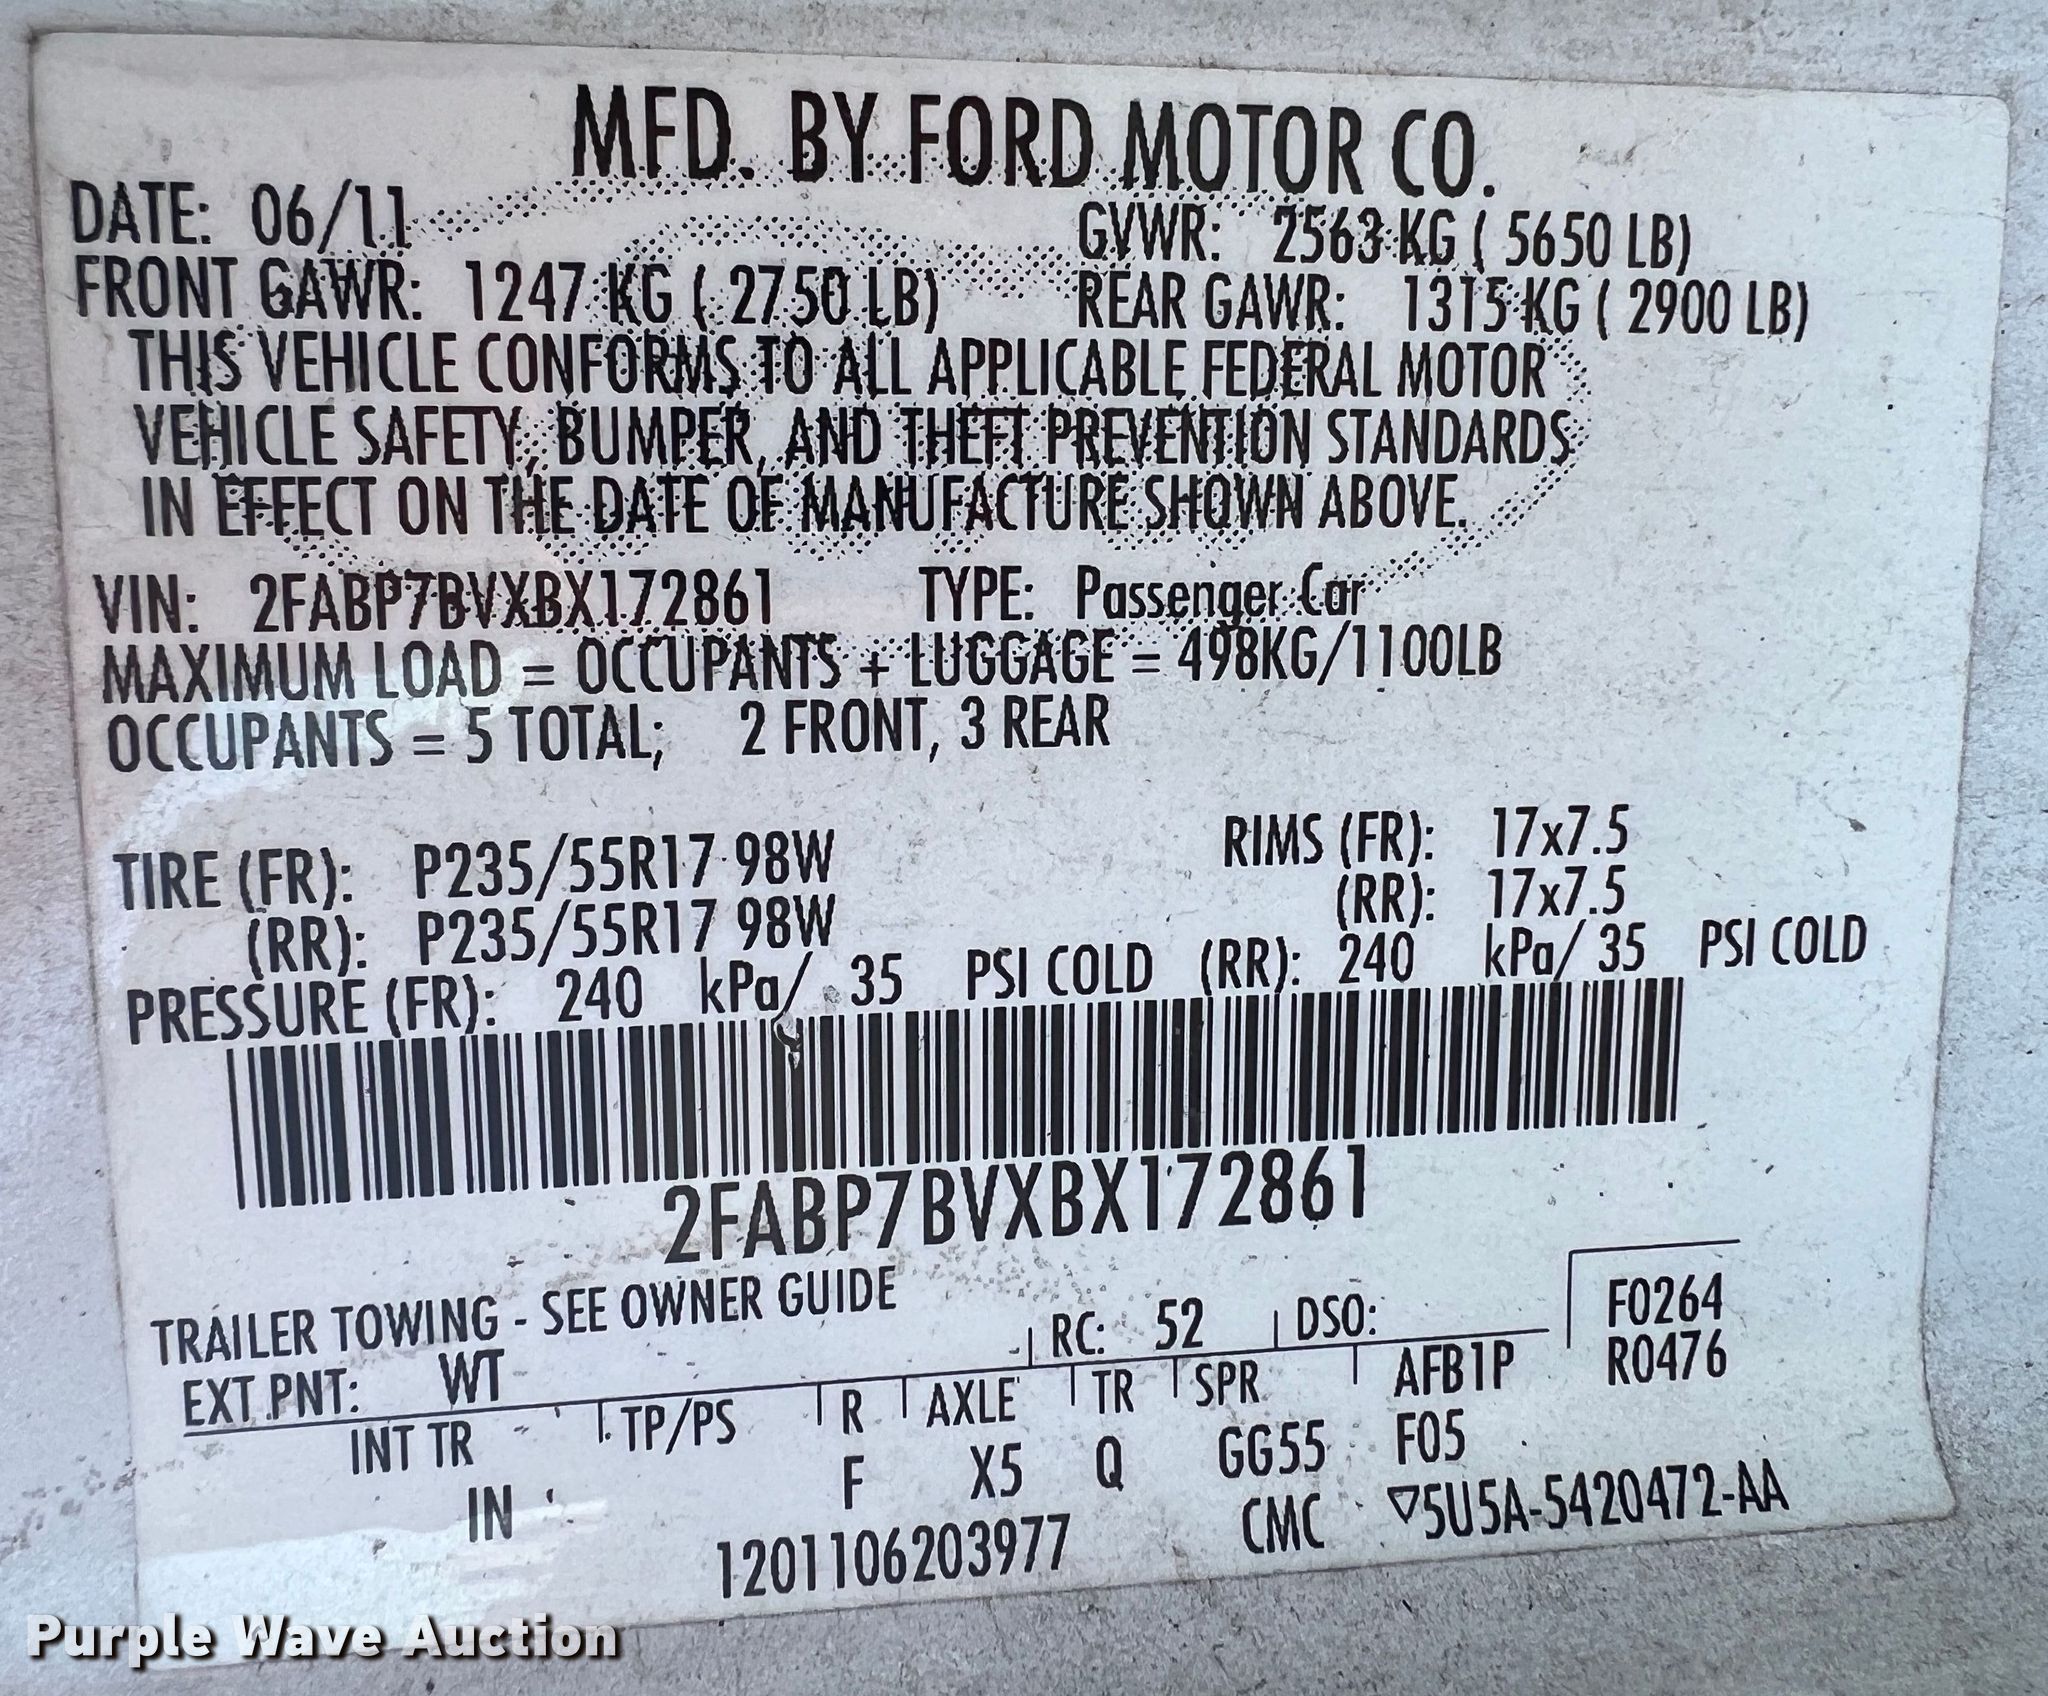 MFD. BY FORD MOTOR CO.
DATE: 06/11 GVWR: 2563 KG ( 5650 LB)
FRONT GAWR: 1247 KG ( 2750 LB) REAR GAWR: 1315 KG ( 2900 LB)
THIS VEHICLE CONFORMS TO ALL APPLICABLE FEDERAL MOTOR
VEHICLE SAFETY, BUMPER, AND THEFT PREVENTION STANDARDS
IN EFFECT ON THE DATE OF MANUFACTURE SHOWN ABOVE.
VIN: 2FABP7BVXBX172861 TYPE: Passenger Car
MAXIMUM LOAD = OCCUPANTS + LUGGAGE = 498KG/1100LB
OCCUPANTS = 5 TOTAL; 2 FRONT, 3 REAR
TIRE (FR): P235/55R17 98W RIMS (FR): 17x7.5
(RR): P235/55R17 98W (RR): 17x7.5
PRESSURE (FR): 240 kPa/ 35 PSI COLD (RR): 240 kPa/ 35 PSI COLD
2FABP7BVXBX172861
TRAILER TOWING - SEE OWNER GUIDE
EXT PNT: WT RC: 52 DSO: F0264
R0476
INT TR TP/PS R AXLE TR SPR AFB1P
IN F X5 Q GG55 F05
1201106203977 CMC ▽5U5A-5420472-AA
Purple Wave Auction